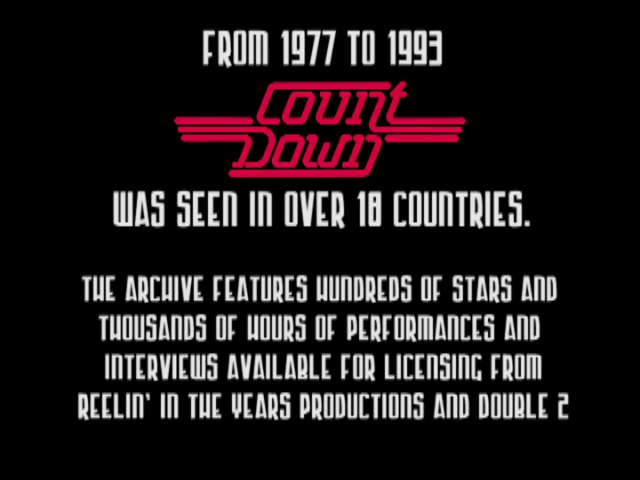 FROM 1977 TO 1993
Count
Down
WAS SEEN IN OVER 18 COUNTRIES.
THE ARCHIVE FEATURES HUNDREDS OF STARS AND
THOUSANDS OF HOURS OF PERFORMANCES AND
INTERVIEWS AVAILABLE FOR LICENSING FROM
REELIN' IN THE YEARS PRODUCTIONS AND DOUBLE 2